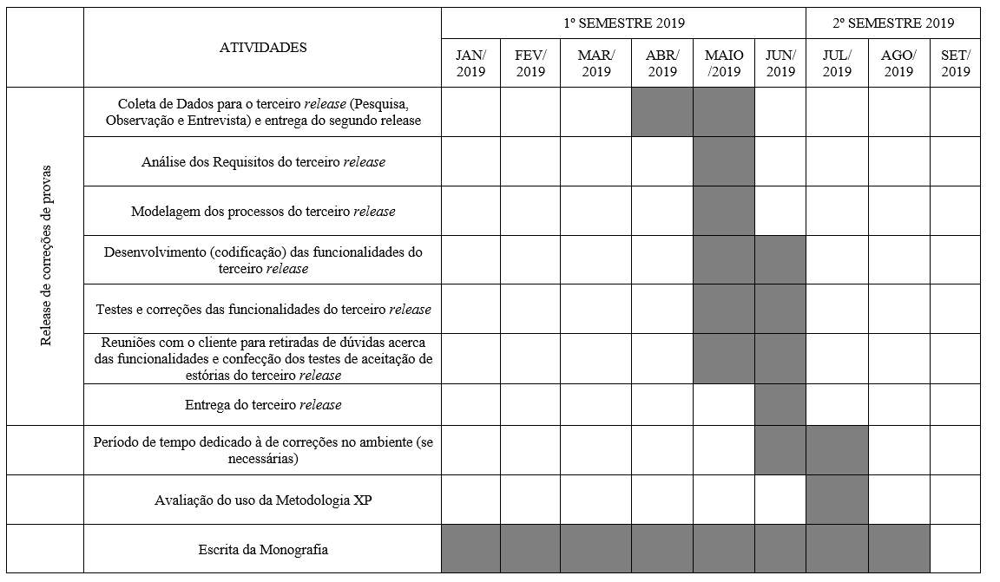 ATIVIDADES
1º SEMESTRE 2019
2º SEMESTRE 2019
JAN/
2019
FEV/
2019
MAR/
2019
ABR/
2019
MAIO
/2019
JUN/
2019
JUL/
2019
AGO/
2019
SET/
2019
Release de correções de provas
Coleta de Dados para o terceiro release (Pesquisa,
Observação e Entrevista) e entrega do segundo release
Análise dos Requisitos do terceiro release
Modelagem dos processos do terceiro release
Desenvolvimento (codificação) das funcionalidades do
terceiro release
Testes e correções das funcionalidades do terceiro release
Reuniões com o cliente para retiradas de dúvidas acerca
das funcionalidades e confecção dos testes de aceitação de
estórias do terceiro release
Entrega do terceiro release
Período de tempo dedicado à de correções no ambiente (se
necessárias)
Avaliação do uso da Metodologia XP
Escrita da Monografia